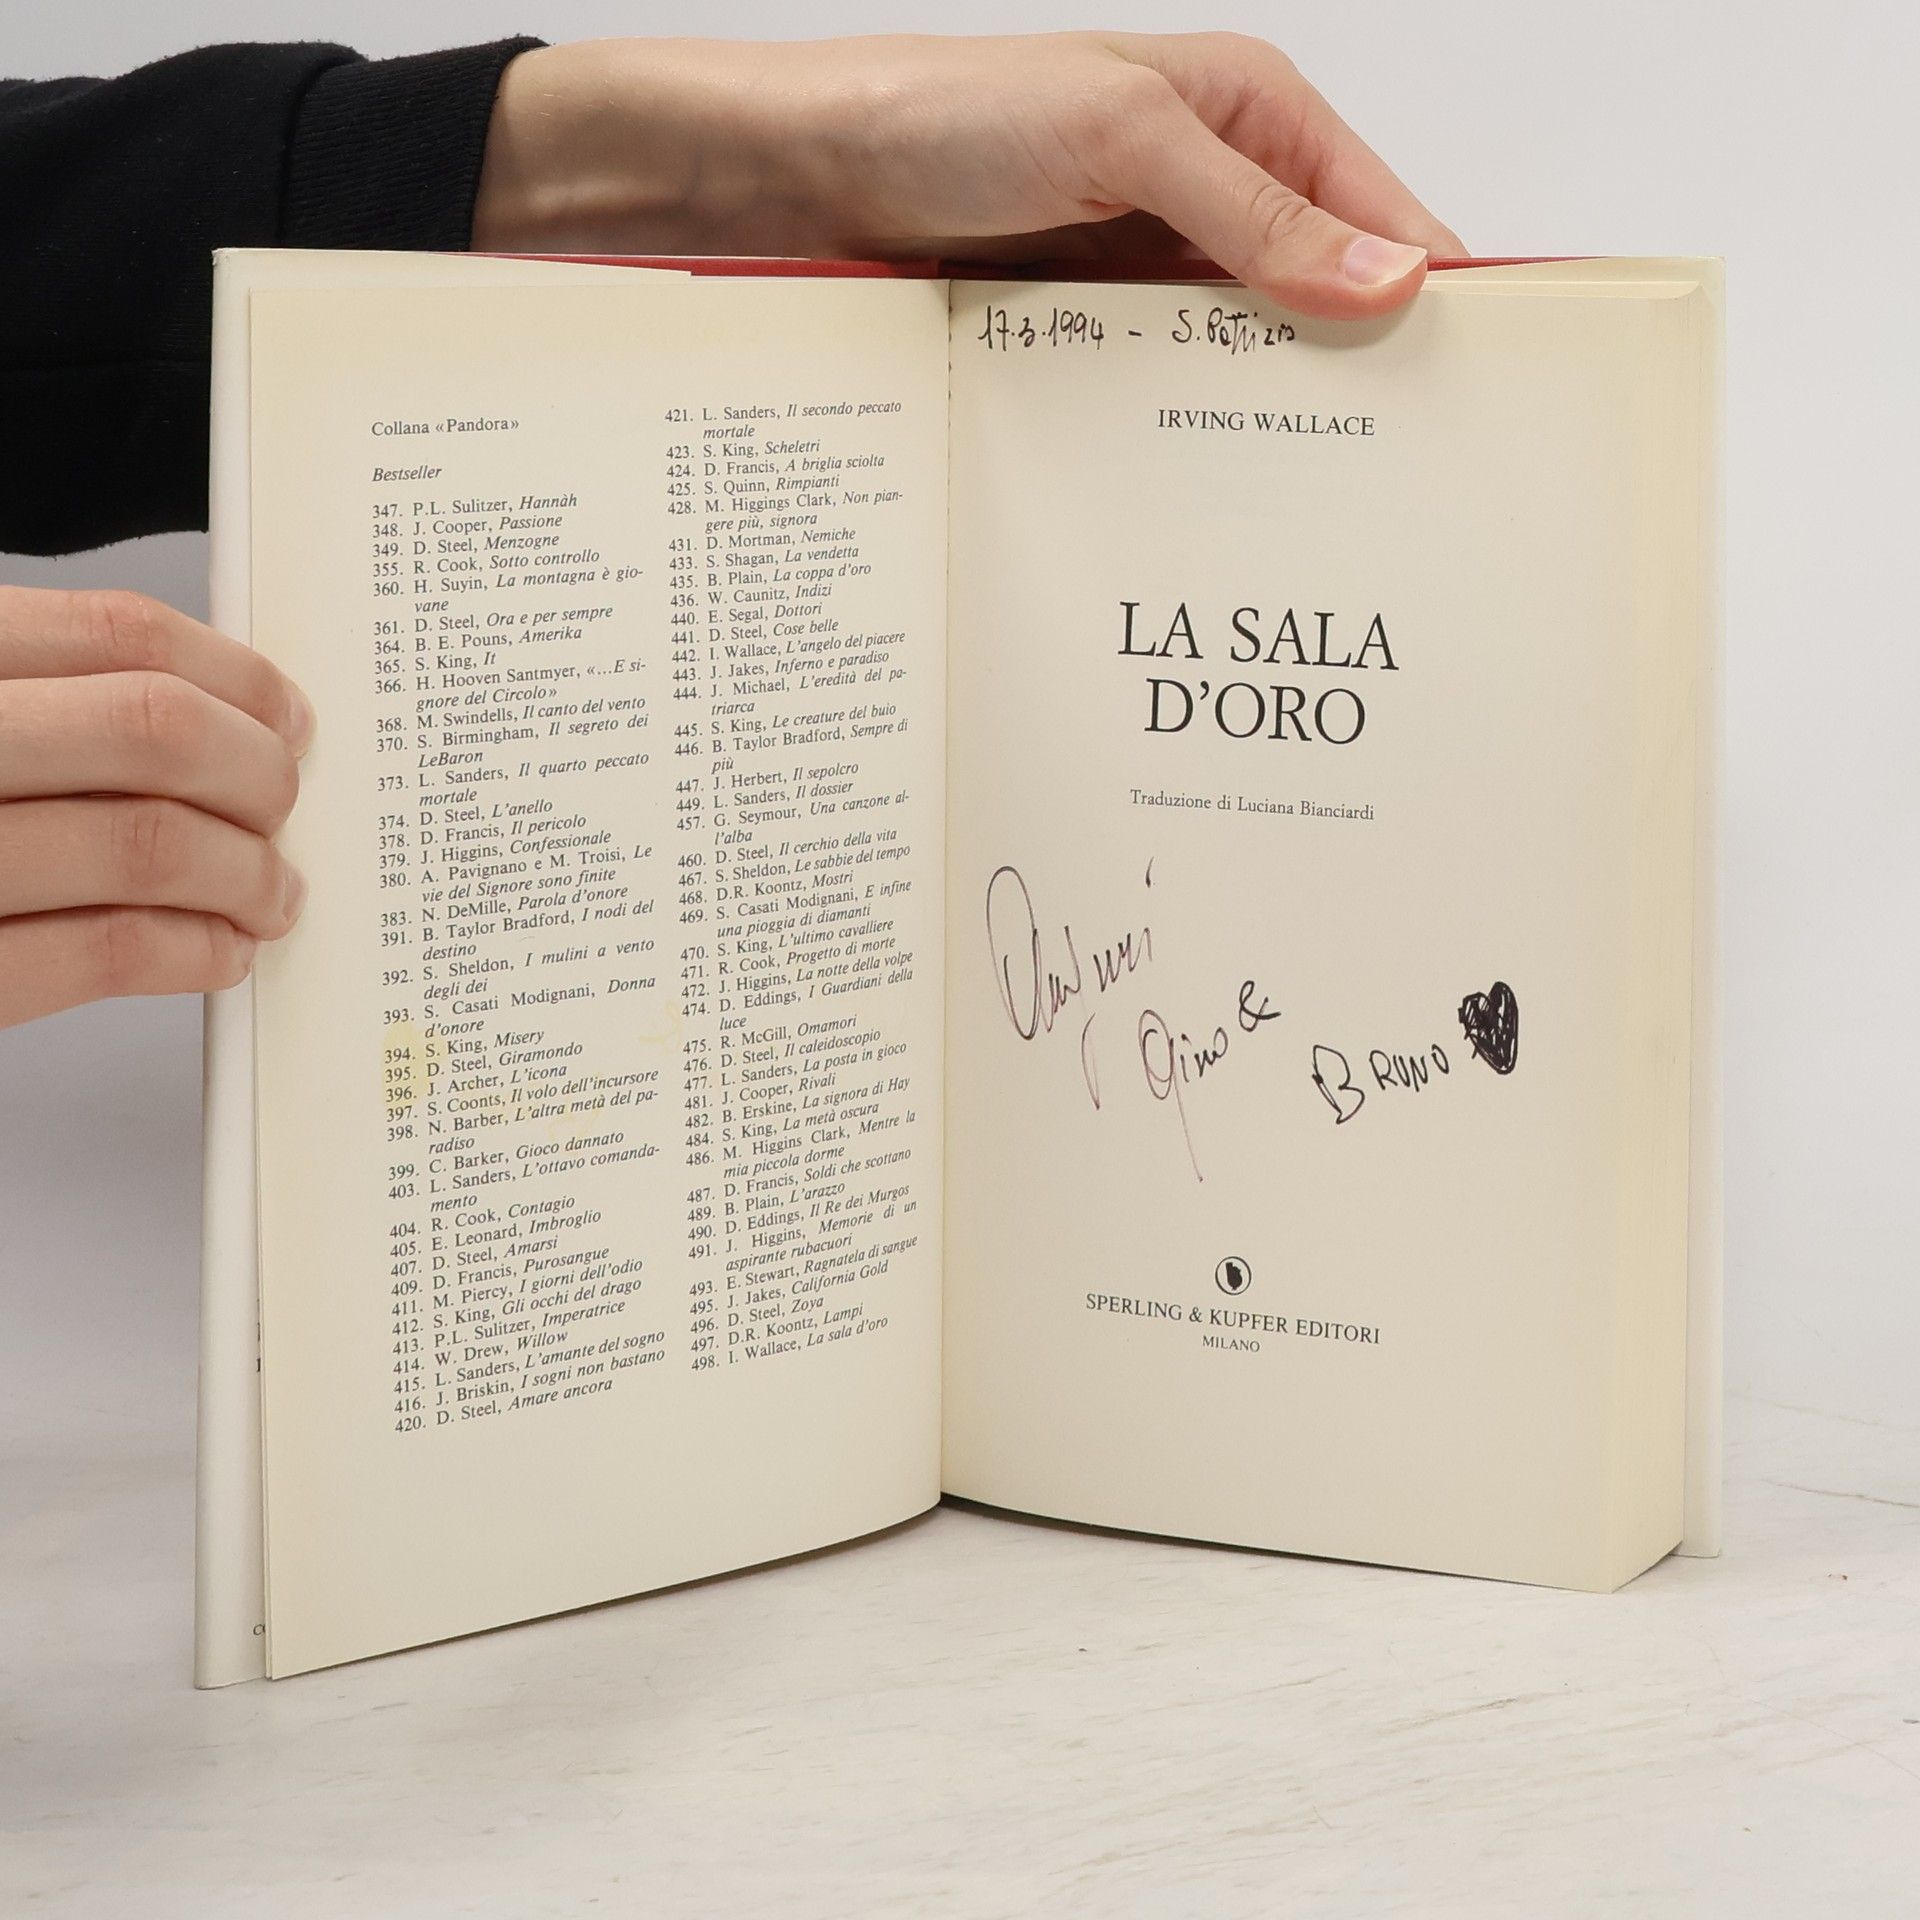 Collana «Pandora»
Bestseller
347. P.L. Sulitzer, Hannàh
348. J. Cooper, Passione
349. D. Steel, Menzogne
355. R. Cook, Sotto controllo
360. H. Suyin, La montagna è gio-
vane
361. D. Steel, Ora e per sempre
364. B. E. Pouns, Amerika
365. S. King, It
366. H. Hooven Santmyer, «...E si-
gnore del Circolo»
368. M. Swindells, Il canto del vento
370. S. Birmingham, Il segreto dei
LeBaron
373. L. Sanders, Il quarto peccato
mortale
374. D. Steel, L'anello
378. D. Francis, Il pericolo
379. J. Higgins, Confessionale
380. A. Pavignano e M. Troisi, Le
vie del Signore sono finite
383. N. DeMille, Parola d'onore
391. B. Taylor Bradford, I nodi del
destino
392. S. Sheldon, I mulini a vento
degli dei
393. S. Casati Modignani, Donna
d'onore
394. S. King, Misery
395. D. Steel, Giramondo
396. J. Archer, L'icona
397. S. Coonts, Il volo dell'incursore
398. N. Barber, L'altra metà del pa-
radiso
399. C. Barker, Gioco dannato
403. L. Sanders, L'ottavo comanda-
mento
404. R. Cook, Contagio
405. E. Leonard, Imbroglio
407. D. Steel, Amarsi
409. D. Francis, Purosangue
411. M. Piercy, I giorni dell'odio
412. S. King, Gli occhi del drago
413. P.L. Sulitzer, Imperatrice
414. W. Drew, Willow
415. L. Sanders, L'amante del sogno
416. J. Briskin, I sogni non bastano
420. D. Steel, Amare ancora
421. L. Sanders, Il secondo peccato
mortale
423. S. King, Scheletri
424. D. Francis, A briglia sciolta
425. S. Quinn, Rimpianti
428. M. Higgings Clark, Non pian-
gere più, signora
431. D. Mortman, Nemiche
433. S. Shagan, La vendetta
435. B. Plain, La coppa d'oro
436. W. Caunitz, Indizi
440. E. Segal, Dottori
441. D. Steel, Cose belle
442. I. Wallace, L'angelo del piacere
443. J. Jakes, Inferno e paradiso
444. J. Michael, L'eredità del pa-
triarca
445. S. King, Le creature del buio
446. B. Taylor Bradford, Sempre di
più
447. J. Herbert, Il sepolcro
449. L. Sanders, Il dossier
457. G. Seymour, Una canzone al-
l'alba
460. D. Steel, Il cerchio della vita
467. S. Sheldon, Le sabbie del tempo
468. D.R. Koontz, Mostri
469. S. Casati Modignani, E infine
una pioggia di diamanti
470. S. King, L'ultimo cavalliere
471. R. Cook, Progetto di morte
472. J. Higgins, La notte della volpe
474. D. Eddings, I Guardiani della
luce
475. R. McGill, Omamori
476. D. Steel, Il caleidoscopio
477. L. Sanders, La posta in gioco
481. J. Cooper, Rivali
482. B. Erskine, La signora di Hay
484. S. King, La metà oscura
486. M. Higgins Clark, Mentre la
mia piccola dorme
487. D. Francis, Soldi che scottano
489. B. Plain, L'arazzo
490. D. Eddings, Il Re dei Murgos
491. J. Higgins, Memorie di un
aspirante rubacuori
493. E. Stewart, Ragnatela di sangue
495. J. Jakes, California Gold
496. D. Steel, Zoya
497. D.R. Koontz, Lampi
498. I. Wallace, La sala d'oro
17.3.1994 - S. Patrizio
IRVING WALLACE
LA SALA
D'ORO
Traduzione di Luciana Bianciardi
Auguri
Gino &
BRUNO
SPERLING & KUPFER EDITORI
MILANO